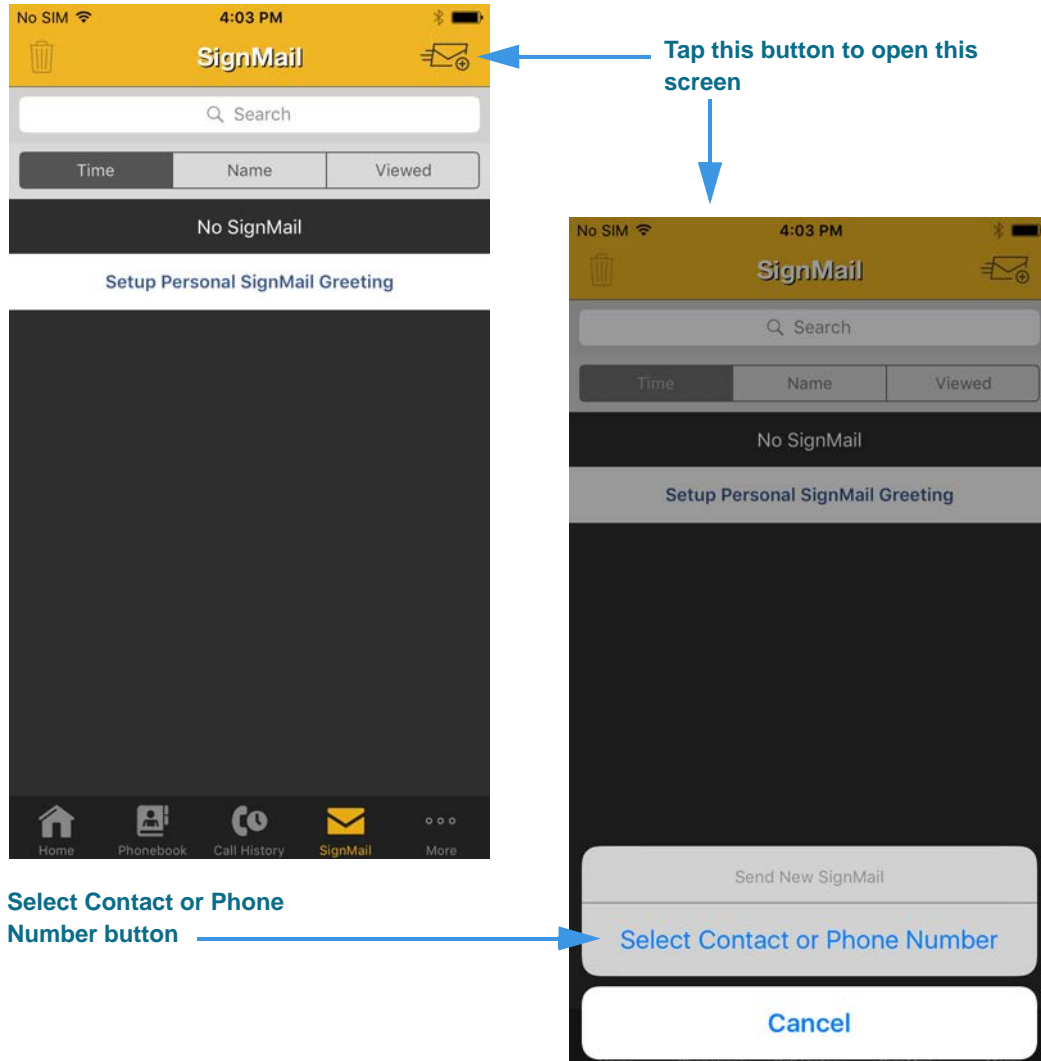 No SIM 4:03 PM
SignMail
Search
Time Name Viewed
No SignMail
Setup Personal SignMail Greeting
Home Phonebook Call History SignMail More
Tap this button to open this
screen
No SIM 4:03 PM
SignMail
Search
Time Name Viewed
No SignMail
Setup Personal SignMail Greeting
Select Contact or Phone
Number button
Send New SignMail
Select Contact or Phone Number
Cancel